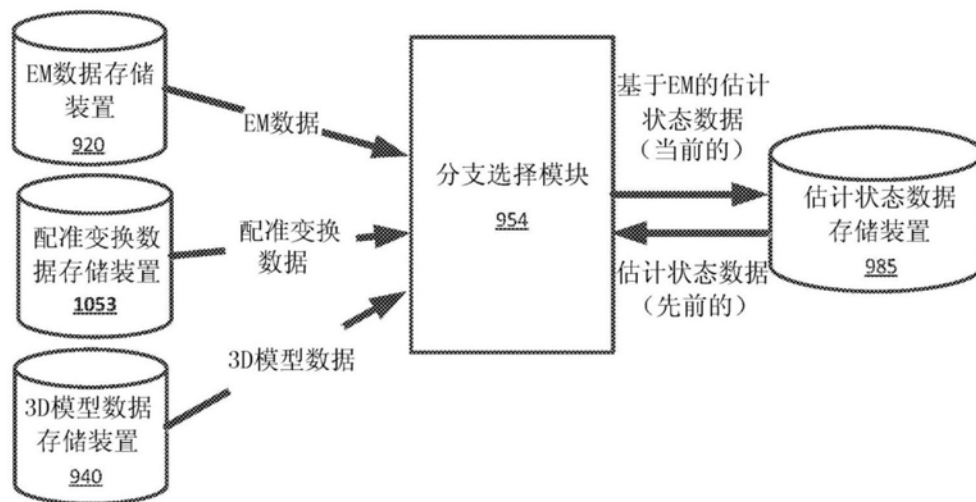 EM数据存储
装置
920
EM数据
配准变换数
据存储装置
1053
配准变换
数据
3D模型数据
存储装置
940
3D模型数据
分支选择模块
954
基于EM的估计
状态数据
（当前的）
估计状态数据
（先前的）
估计状态数据
存储装置
985